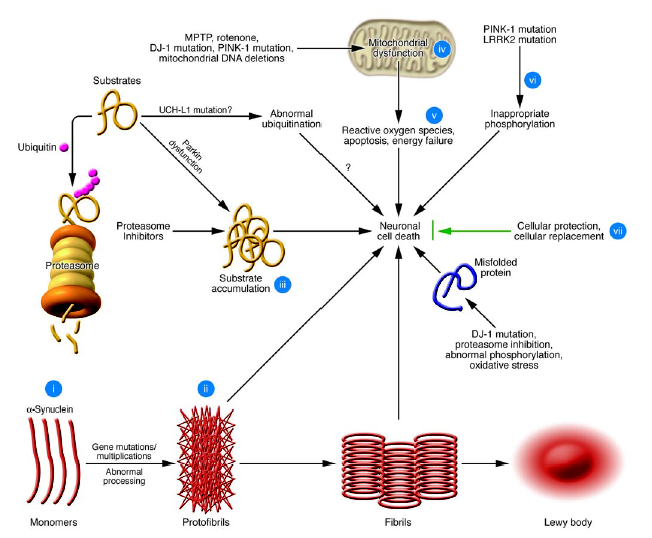 MPTP, rotenone,
DJ-1 mutation, PINK-1 mutation,
mitochondrial DNA deletions
Mitochondrial
dysfunction
iv
PINK-1 mutation
LRRK2 mutation
vi
Substrates
UCH-L1 mutation?
Abnormal
ubiquitination
v
Reactive oxygen species,
apoptosis, energy failure
Inappropriate
phosphorylation
Ubiquitin
Parkin
dysfunction
?
Proteasome
Inhibitors
Neuronal
cell death
Cellular protection,
cellular replacement
vii
Proteasome
Substrate
accumulation
iii
Misfolded
protein
DJ-1 mutation,
proteasome inhibition,
abnormal phosphorylation,
oxidative stress
i
ii
α-Synuclein
Gene mutations/
multiplications
Abnormal
processing
Monomers
Protofibrils
Fibrils
Lewy body